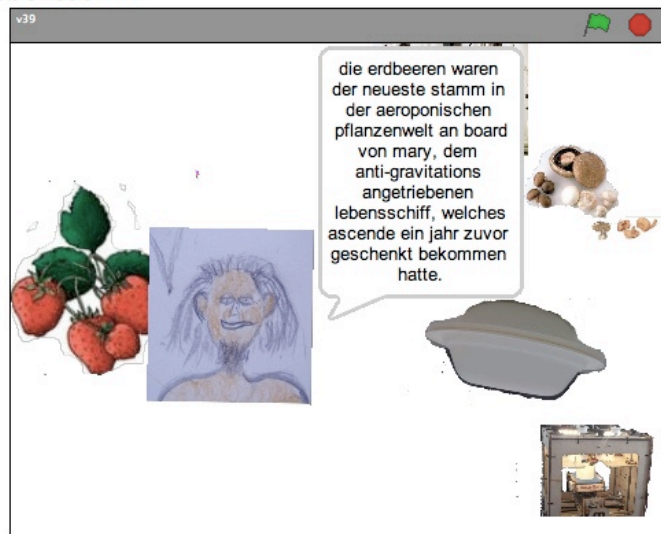 v39
die erdbeeren waren
der neueste stamm in
der aeroponischen
pflanzenwelt an board
von mary, dem
anti-gravitations
angetriebenen
lebensschiff, welches
ascende ein jahr zuvor
geschenkt bekommen
hatte.